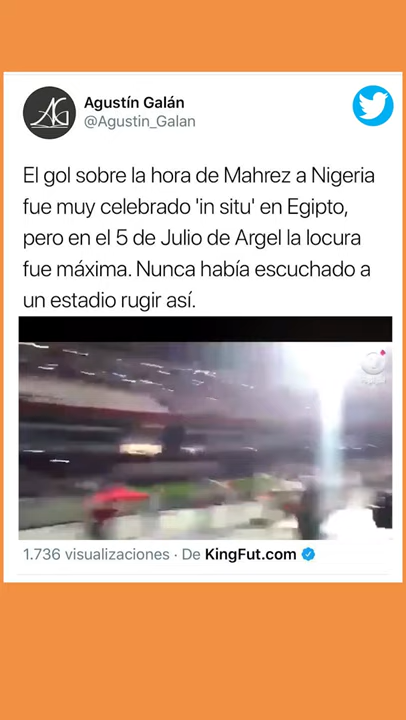 Agustín Galán
@Agustin_Galan
El gol sobre la hora de Mahrez a Nigeria
fue muy celebrado 'in situ' en Egipto,
pero en el 5 de Julio de Argel la locura
fue máxima. Nunca había escuchado a
un estadio rugir así.
1.736 visualizaciones · De KingFut.com